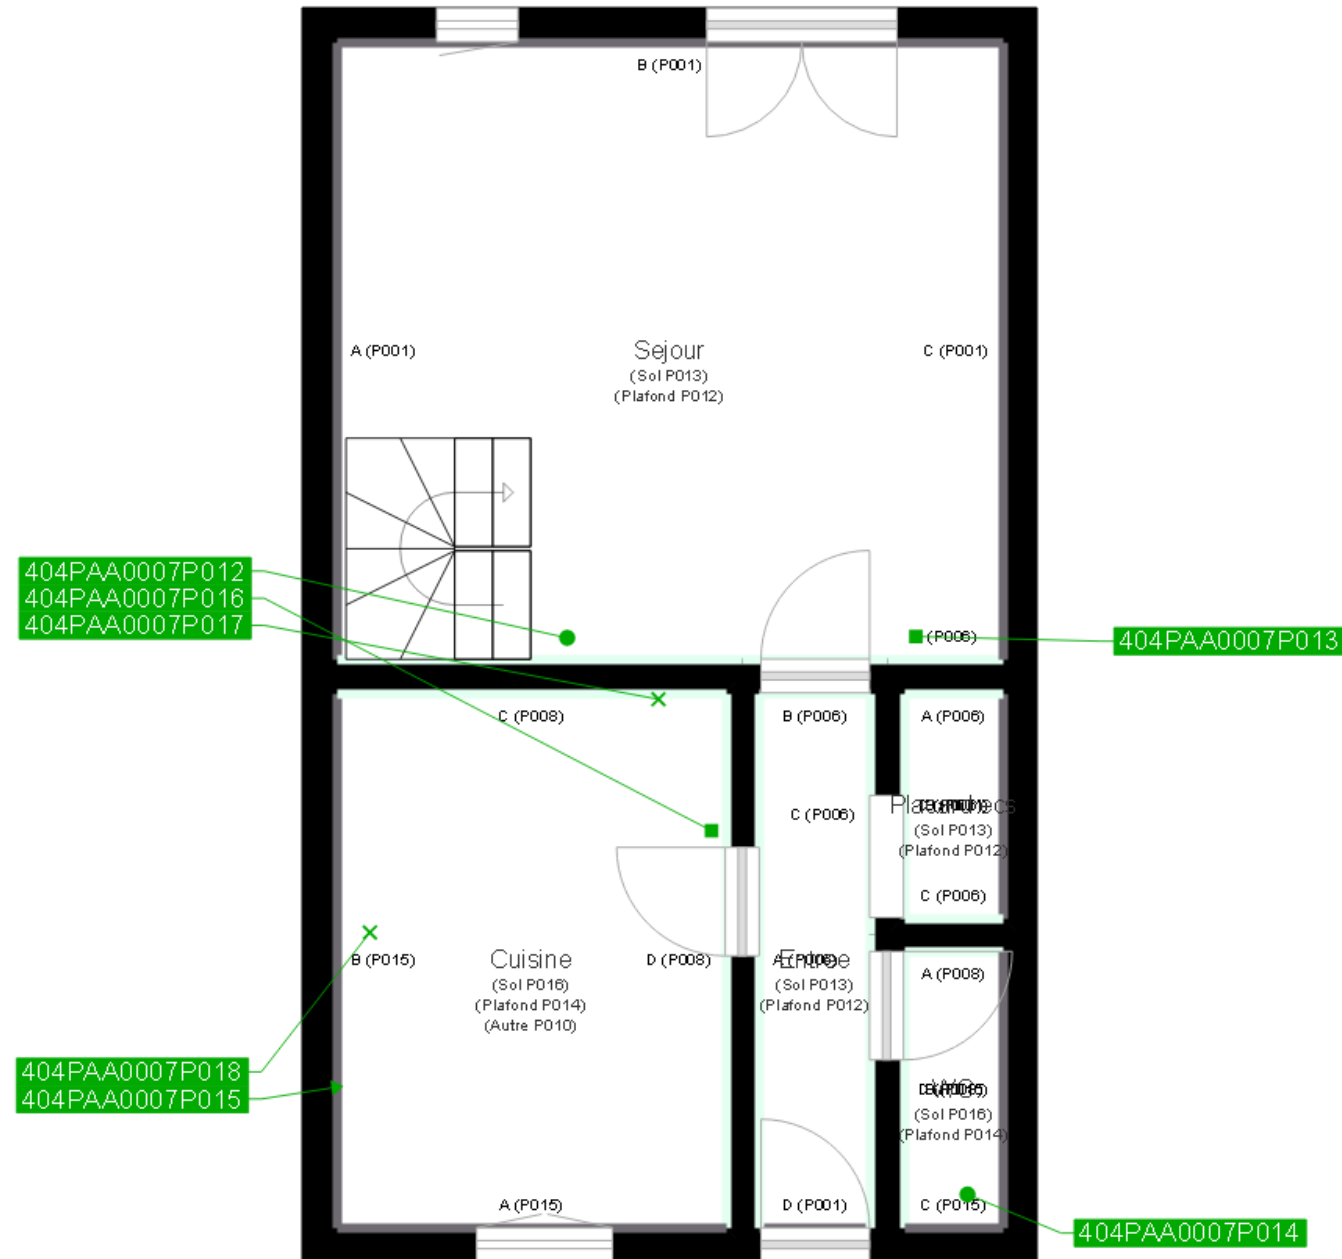 B (P001)
A (P001)
Sejour
C (P001)
(Sol P013)
(Plafond P012)
404PAA0007P012
404PAA0007P016
404PAA0007P017
(P006)
404PAA0007P013
C (P008)
B (P006)
A (P006)
C (P006)
(Sol P013)
(Plafond P012)
C (P006)
B (P015)
Cuisine
D (P008)
Entree
(Sol P016)
(Plafond P014)
(Autre P010)
(Sol P013)
(Plafond P012)
A (P008)
404PAA0007P018
404PAA0007P015
WC
(Sol P016)
(Plafond P014)
A (P015)
D (P001)
C (P015)
404PAA0007P014